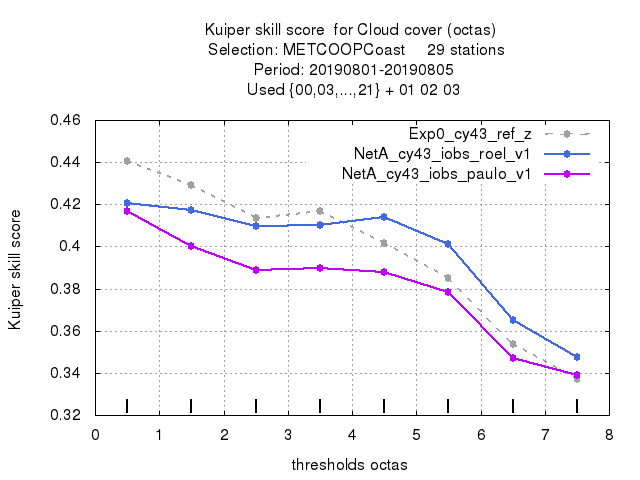 Kuiper skill score  for Cloud cover (octas)
Selection: METCOOPCoast     29 stations
Period: 20190801-20190805
Used {00,03,...,21} + 01 02 03
Exp0_cy43_ref_z
NetA_cy43_iobs_roel_v1
NetA_cy43_iobs_paulo_v1
Kuiper skill score
0.46
0.44
0.42
0.4
0.38
0.36
0.34
0.32
0 1 2 3 4 5 6 7 8
thresholds octas